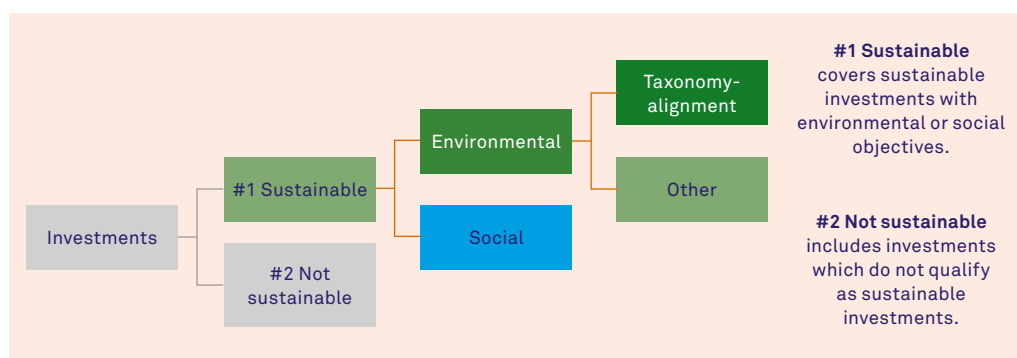 Investments
#1 Sustainable
#2 Not
sustainable
Environmental
Social
Taxonomy-
alignment
Other
#1 Sustainable
covers sustainable
investments with
environmental or social
objectives.
#2 Not sustainable
includes investments
which do not qualify
as sustainable
investments.